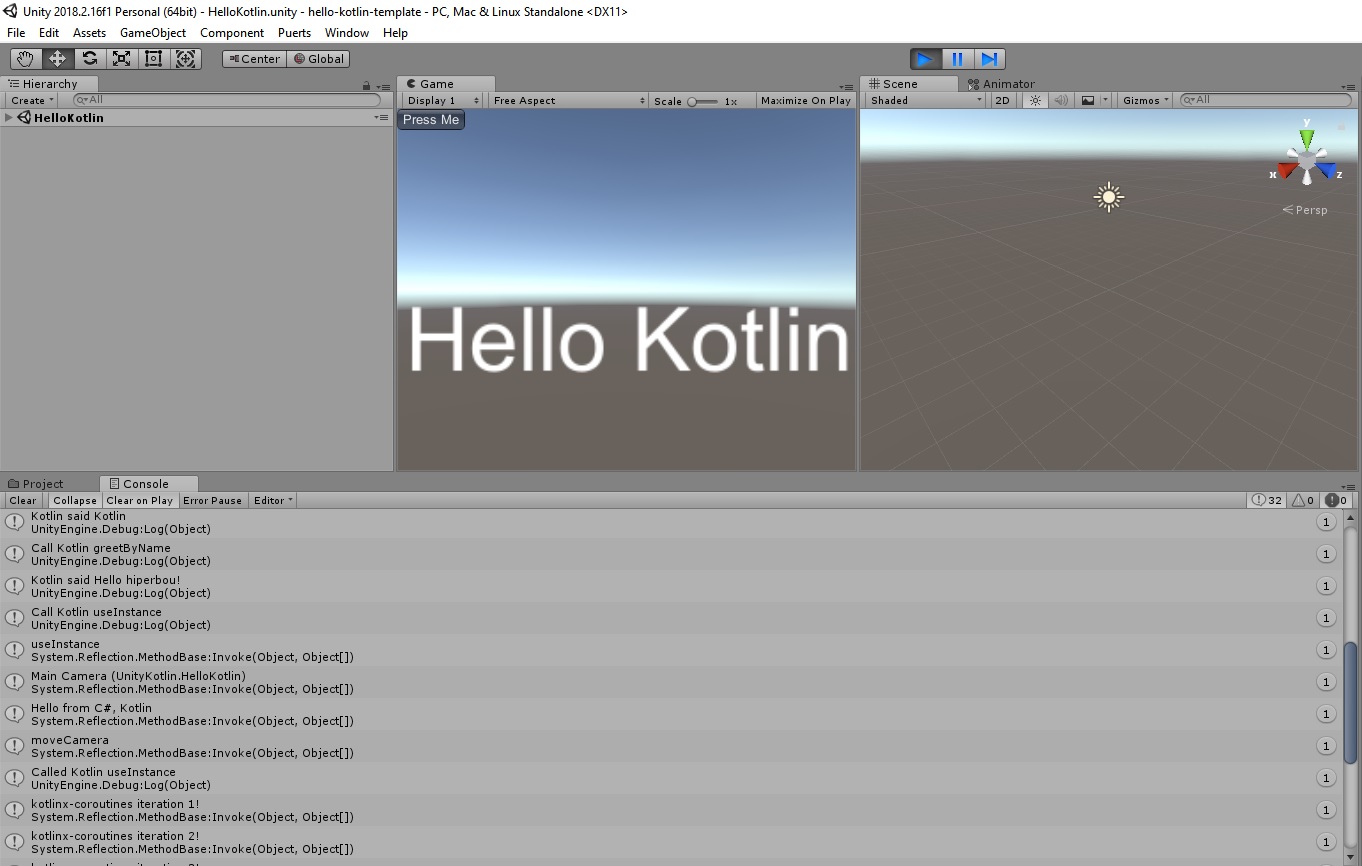 Unity 2018.2.16f1 Personal (64bit) - HelloKotlin.unity - hello-kotlin-template - PC, Mac & Linux Standalone <DX11>
File Edit Assets GameObject Component Puerts Window Help
Center Global
Hierarchy
Create All
HelloKotlin
Game
Display 1 Free Aspect Scale 1x Maximize On Play
Press Me
Hello Kotlin
Scene Animator
Shaded 2D Gizmos All
y
x z
Persp
Project Console
Clear Collapse Clear on Play Error Pause Editor 32 0 0
Kotlin said Kotlin
UnityEngine.Debug:Log(Object) 1
Call Kotlin greetByName
UnityEngine.Debug:Log(Object) 1
Kotlin said Hello hiperbou!
UnityEngine.Debug:Log(Object) 1
Call Kotlin useInstance
UnityEngine.Debug:Log(Object) 1
useInstance
System.Reflection.MethodBase:Invoke(Object, Object[]) 1
Main Camera (UnityKotlin.HelloKotlin)
System.Reflection.MethodBase:Invoke(Object, Object[]) 1
Hello from C#, Kotlin
System.Reflection.MethodBase:Invoke(Object, Object[]) 1
moveCamera
System.Reflection.MethodBase:Invoke(Object, Object[]) 1
Called Kotlin useInstance
UnityEngine.Debug:Log(Object) 1
kotlinx-coroutines iteration 1!
System.Reflection.MethodBase:Invoke(Object, Object[]) 1
kotlinx-coroutines iteration 2!
System.Reflection.MethodBase:Invoke(Object, Object[]) 1